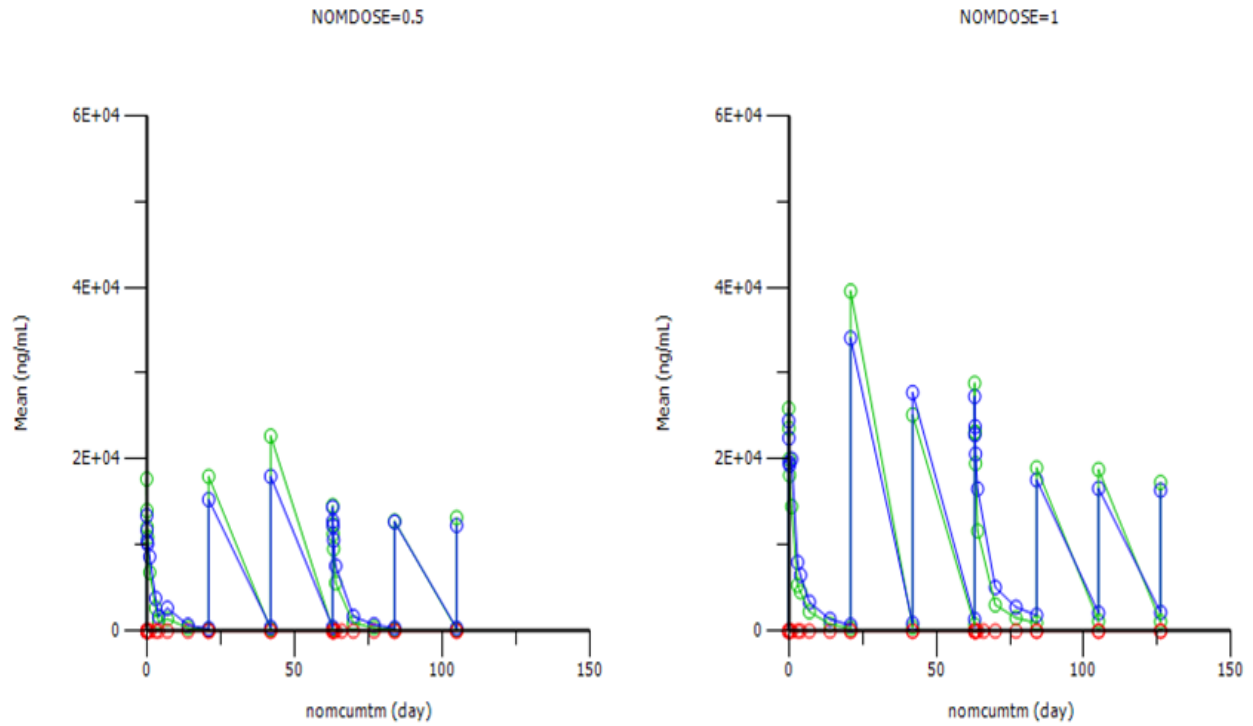 NOMDOSE=0.5
6E+04
4E+04
2E+04
0
Mean (ng/mL)
0
50
100
150
nomcumtm (day)
NOMDOSE=1
6E+04
4E+04
2E+04
0
Mean (ng/mL)
0
50
100
150
nomcumtm (day)